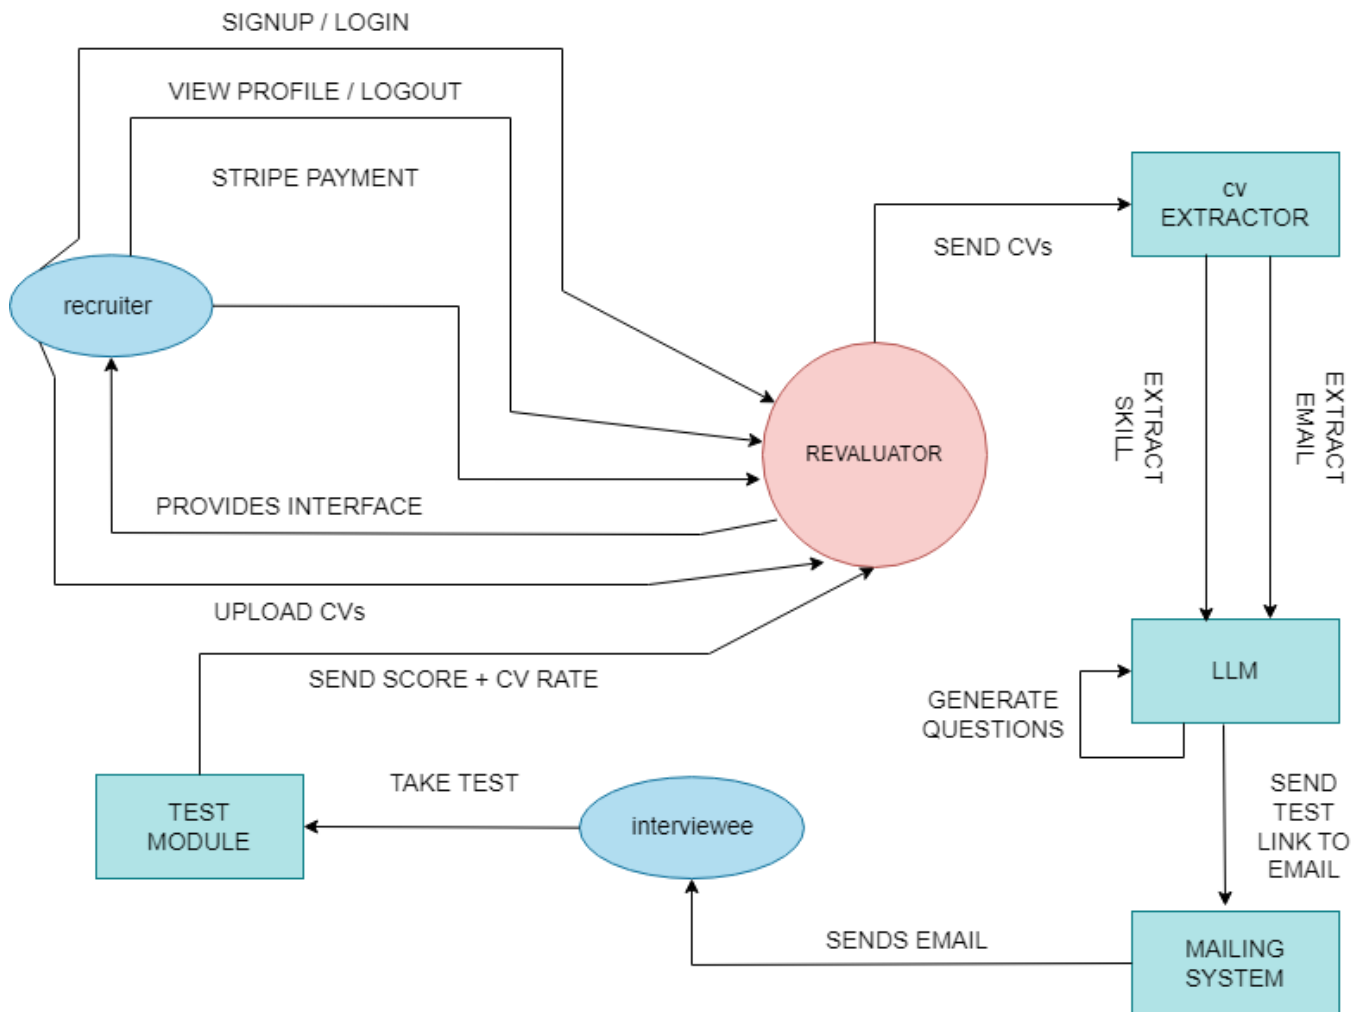 SIGNUP / LOGIN
VIEW PROFILE / LOGOUT
STRIPE PAYMENT
recruiter
PROVIDES INTERFACE
UPLOAD CVs
SEND SCORE + CV RATE
REVALUATOR
SEND CVs
cv
EXTRACTOR
EXTRACT
SKILL
EXTRACT
EMAIL
LLM
GENERATE
QUESTIONS
SEND
TEST
LINK TO
EMAIL
MAILING
SYSTEM
SENDS EMAIL
interviewee
TAKE TEST
TEST
MODULE